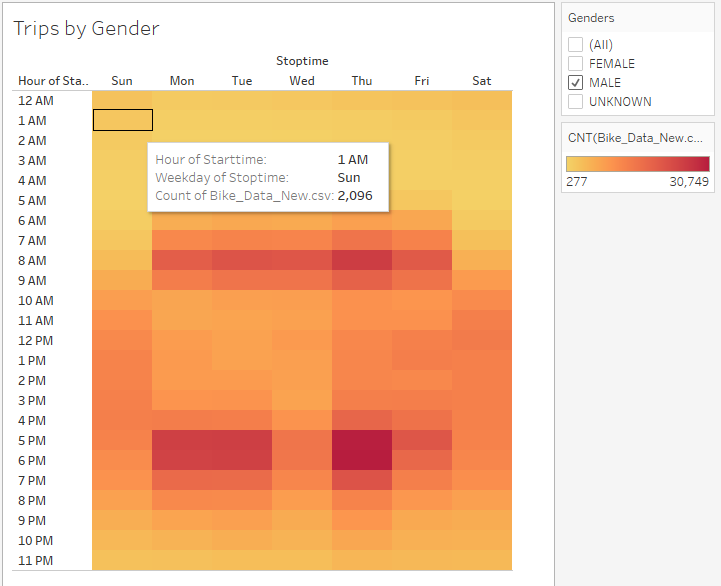 Trips by Gender
Stoptime
Hour of Sta.. Sun Mon Tue Wed Thu Fri Sat
12 AM
1 AM
2 AM
3 AM
4 AM
5 AM
6 AM
7 AM
8 AM
9 AM
10 AM
11 AM
12 PM
1 PM
2 PM
3 PM
4 PM
5 PM
6 PM
7 PM
8 PM
9 PM
10 PM
11 PM
Hour of Starttime: 1 AM
Weekday of Stoptime: Sun
Count of Bike_Data_New.csv: 2,096
Genders
(All)
FEMALE
MALE
UNKNOWN
CNT(Bike_Data_New.c...
277 30,749